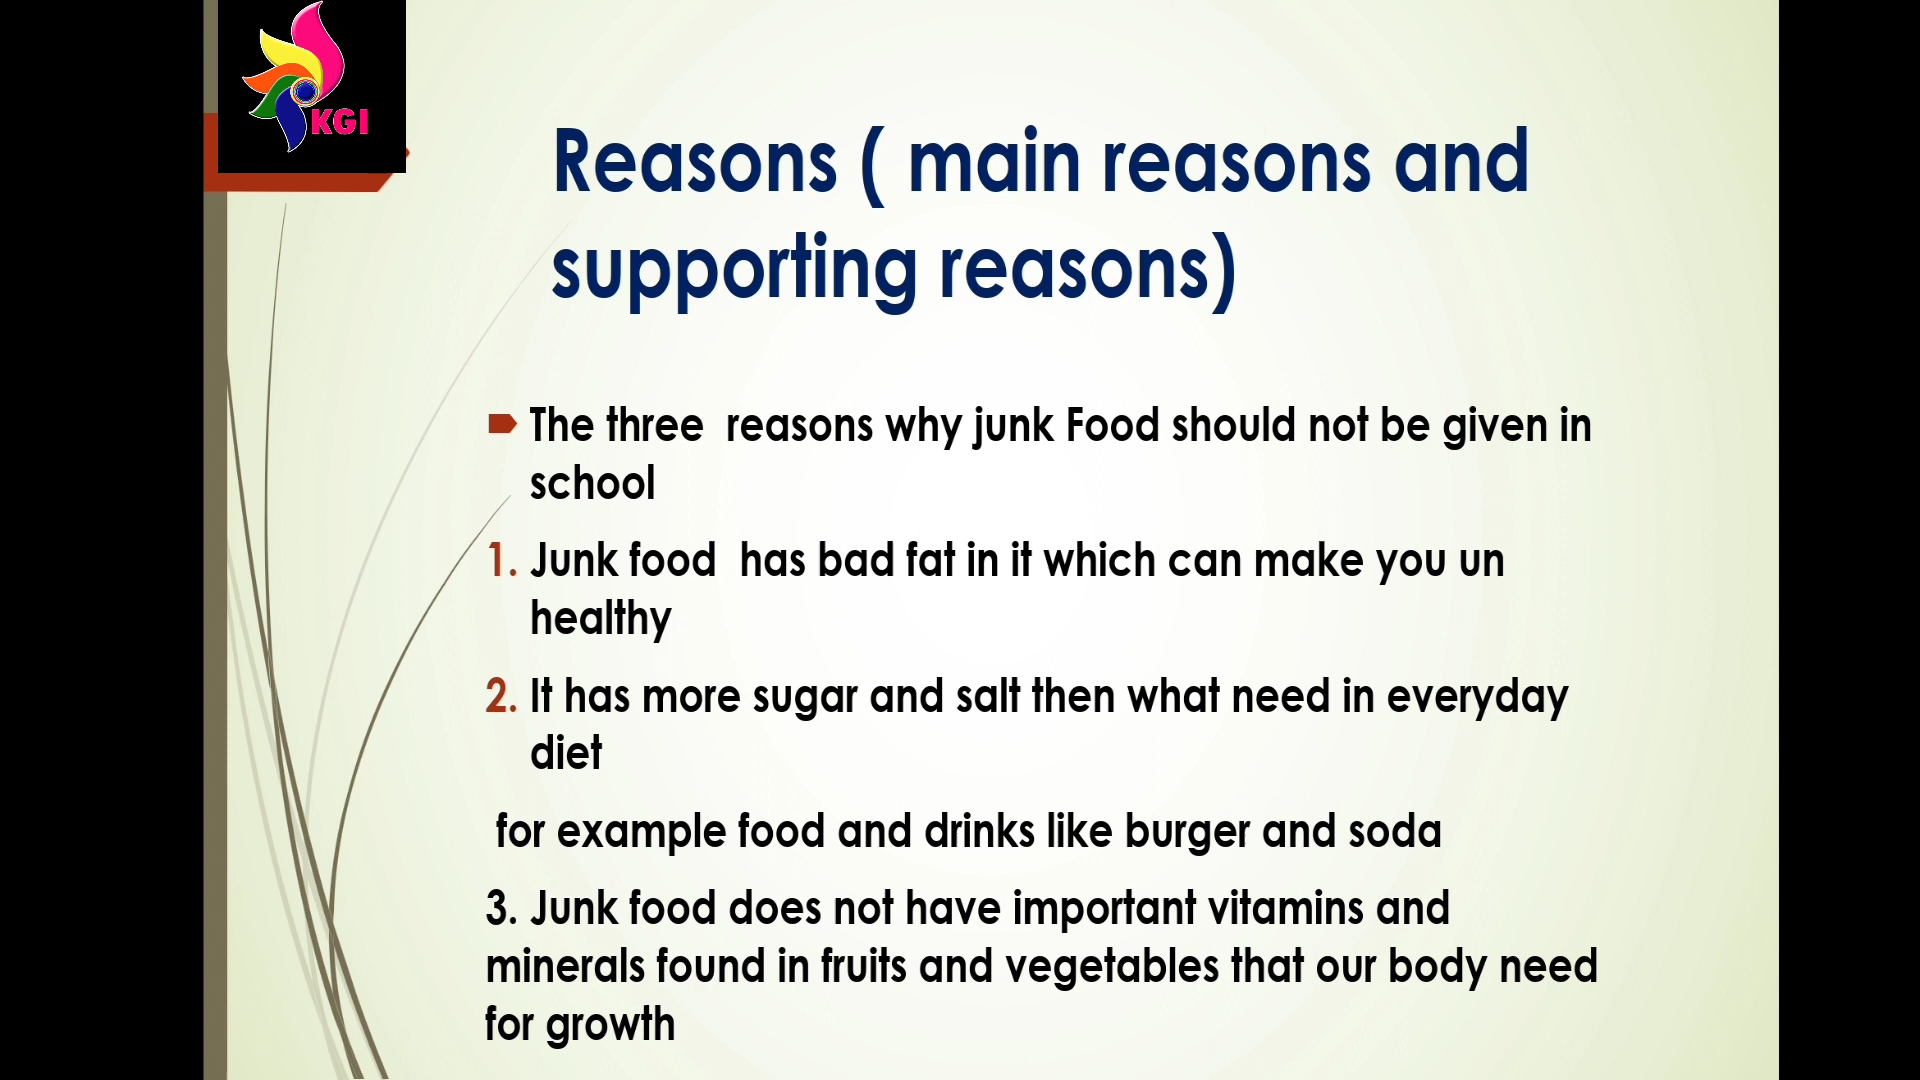 KGI
Reasons ( main reasons and
supporting reasons)
The three reasons why junk Food should not be given in
school
1. Junk food has bad fat in it which can make you un
healthy
2. It has more sugar and salt then what need in everyday
diet
for example food and drinks like burger and soda
3. Junk food does not have important vitamins and
minerals found in fruits and vegetables that our body need
for growth